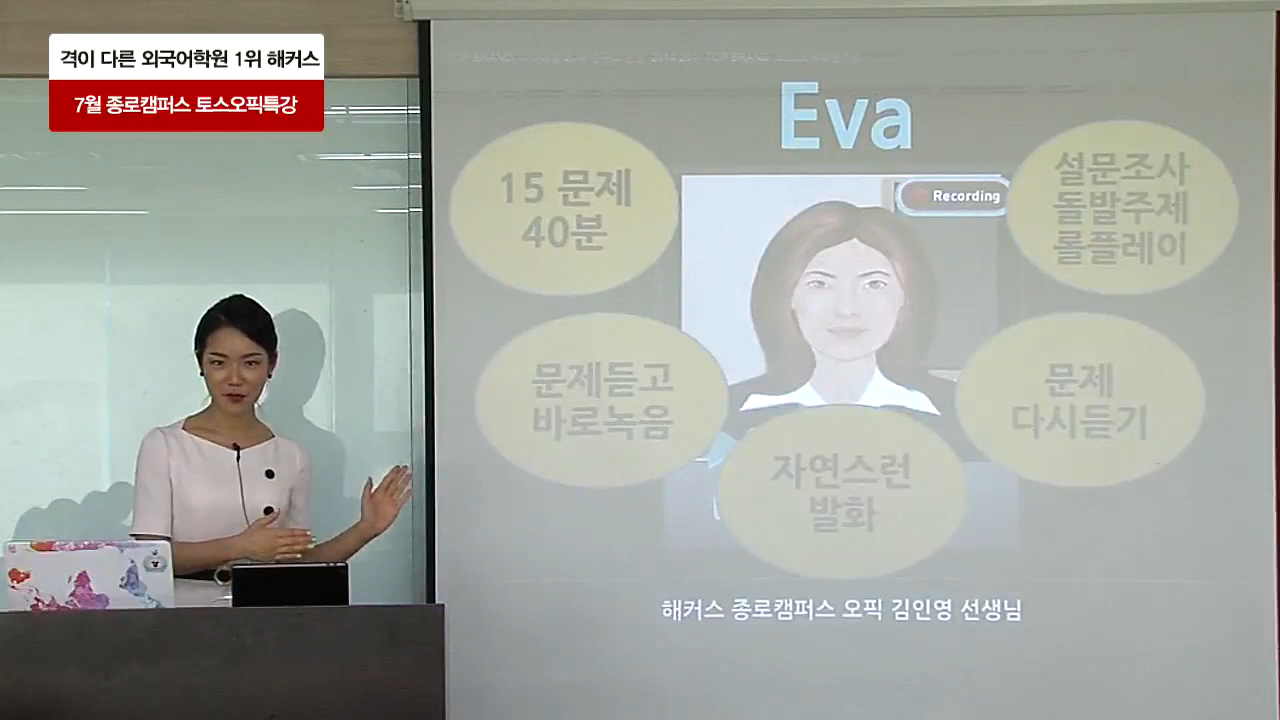 격이 다른 외국어학원 1위 해커스
7월 종로캠퍼스 토스오픽특강
TOP BRAND
Eva
15 문제
40분
Recording
설문조사
돌발주제
롤플레이
문제듣고
바로녹음
문제
다시듣기
자연스런
발화
해커스 종로캠퍼스 오픽 김인영 선생님